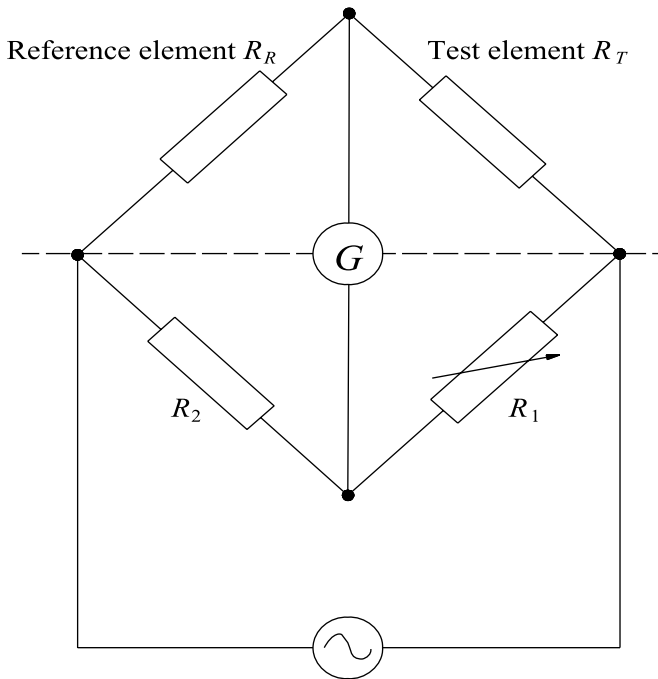 Reference element R_R
Test element R_T
G
R_2
R_1